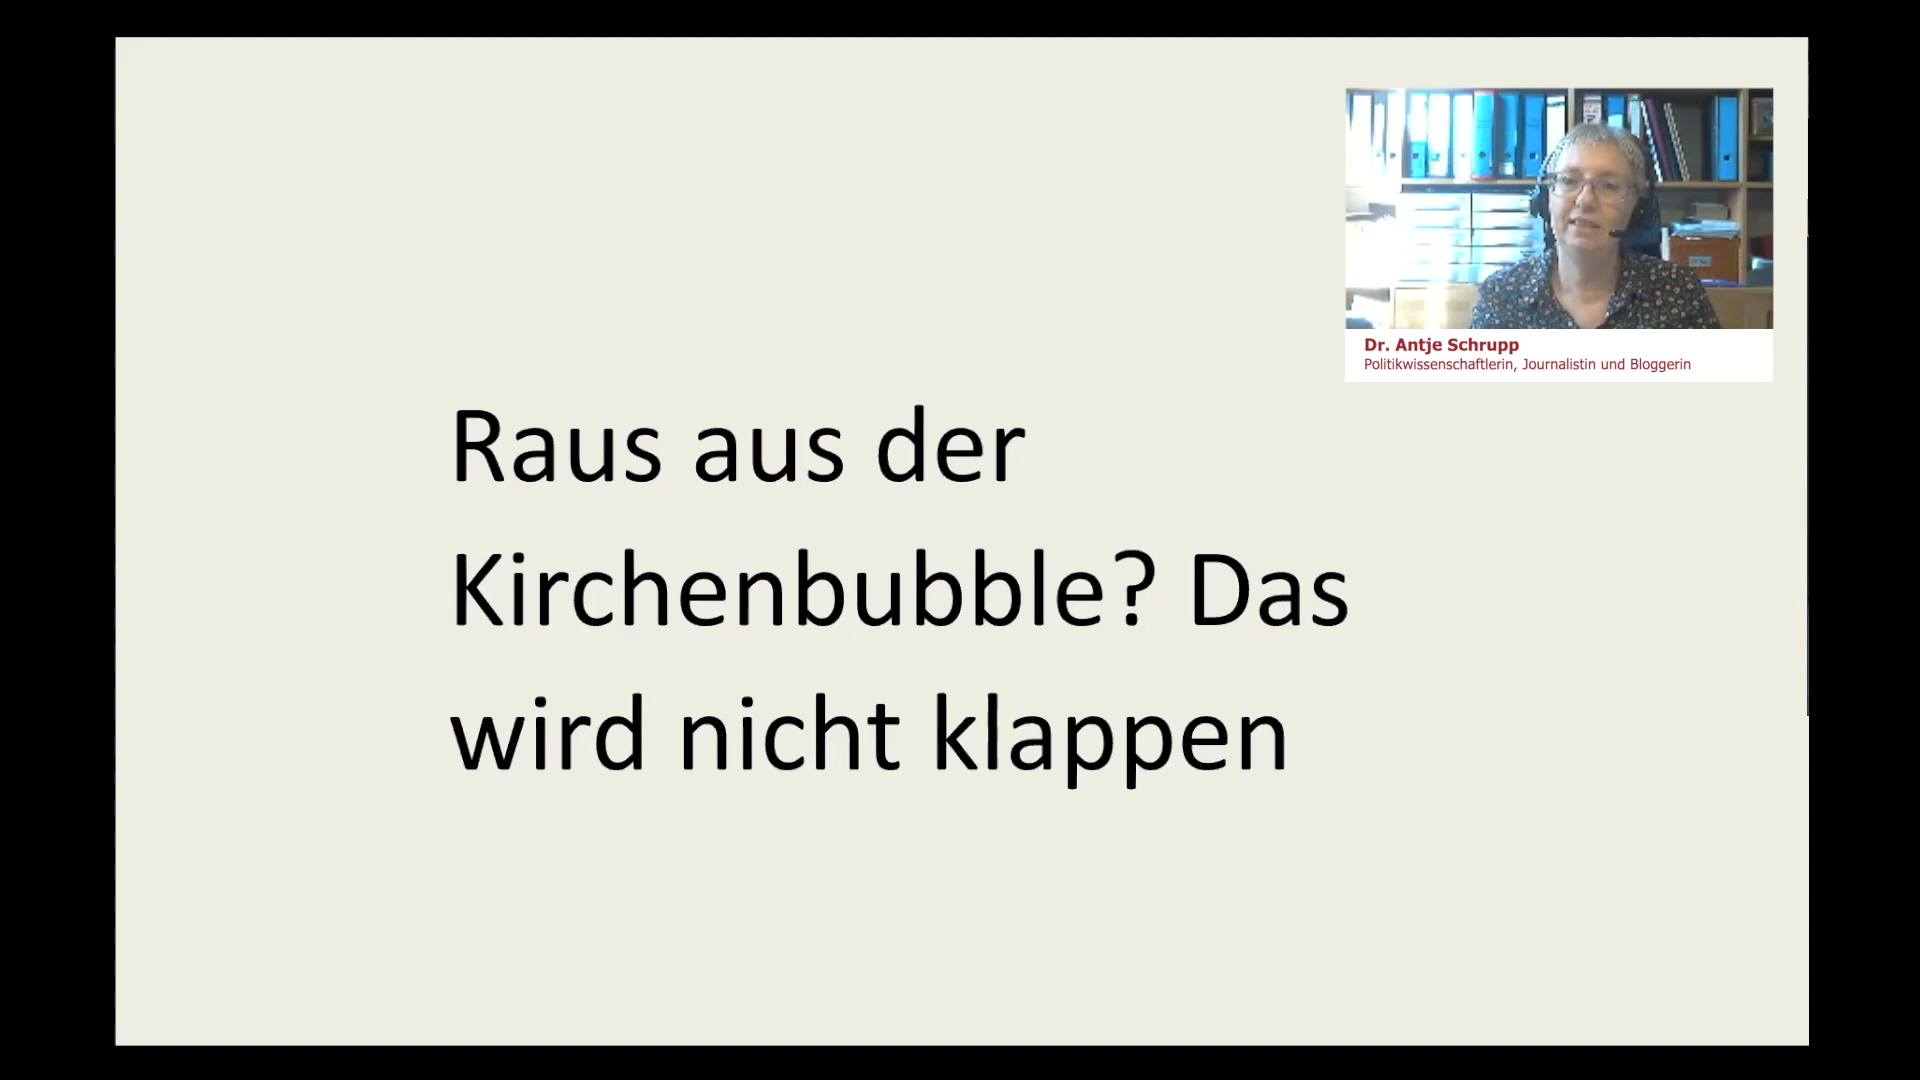 Dr. Antje Schrupp
Politikwissenschaftlerin, Journalistin und Bloggerin
Raus aus der
Kirchenbubble? Das
wird nicht klappen